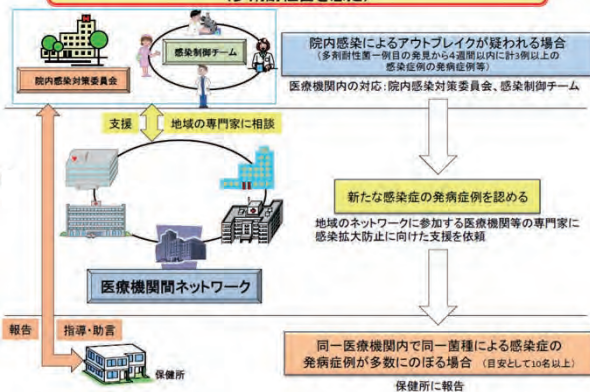 院内感染対策委員会
感染制御チーム
院内感染によるアウトブレイクが疑われる場合
(多剤耐性菌一例目の発見から4週間以内に計3例以上の
感染症の発病症例等)
医療機関内の対応:院内感染対策委員会、感染制御チーム
支援
地域の専門家に相談
新たな感染症の発病症例を認める
地域のネットワークに参加する医療機関等の専門家に
感染拡大防止に向けた支援を依頼
医療機関間ネットワーク
報告
指導・助言
保健所
同一医療機関内で同一菌種による感染症の
発病症例が多数にのぼる場合 (目安として10名以上)
保健所に報告